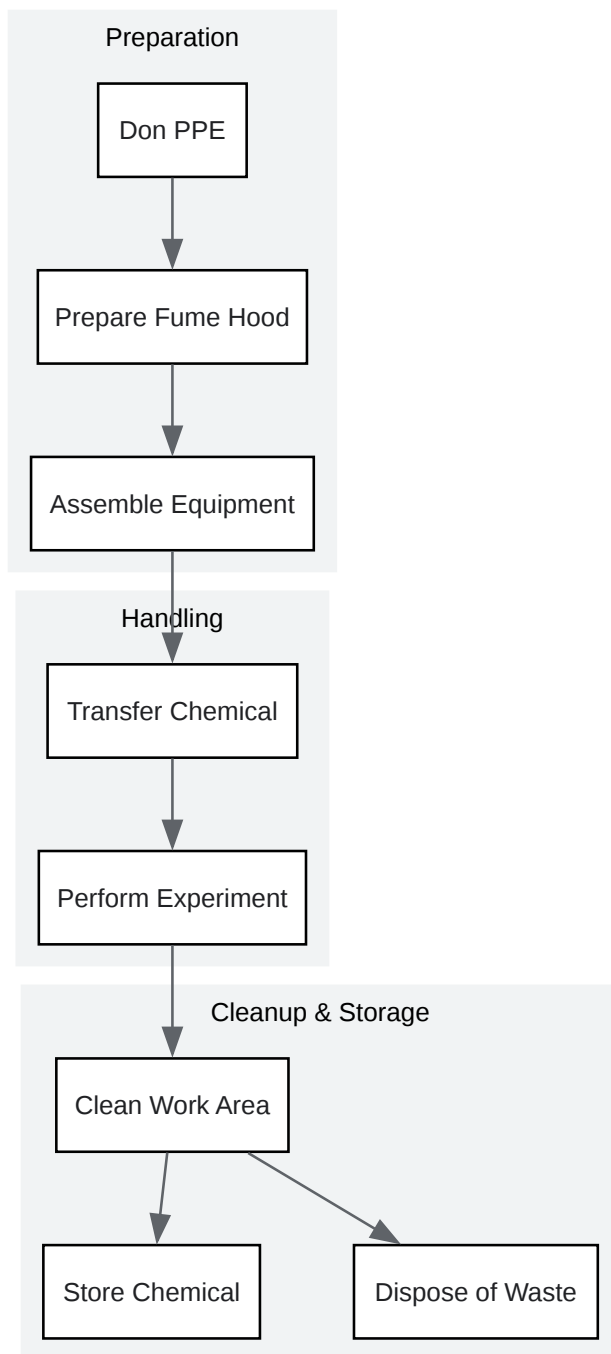 Preparation
Don PPE
Prepare Fume Hood
Assemble Equipment
Handling
Transfer Chemical
Perform Experiment
Cleanup & Storage
Clean Work Area
Store Chemical
Dispose of Waste